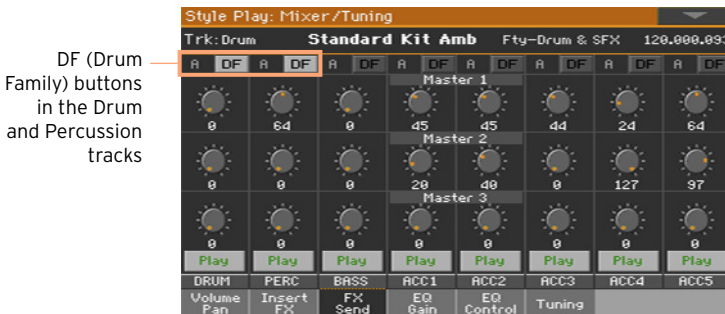 Style Play: Mixer/Tuning
Trk:Drum Standard Kit Amb Fty-Drum & SFX 120.000.093
DF (Drum
Family) buttons
in the Drum
and Percussion
tracks
A DF A DF A DF A DF A DF A DF A DF A DF
Master 1
0 64 0 45 45 44 24 64
Master 2
0 0 0 20 40 0 127 97
Master 3
0 0 0 0 0 0 0 0
Play Play Play Play Play Play Play Play
DRUM PERC BASS ACC1 ACC2 ACC3 ACC4 ACC5
Volume Pan Insert FX FX Send EQ Gain EQ Control Tuning